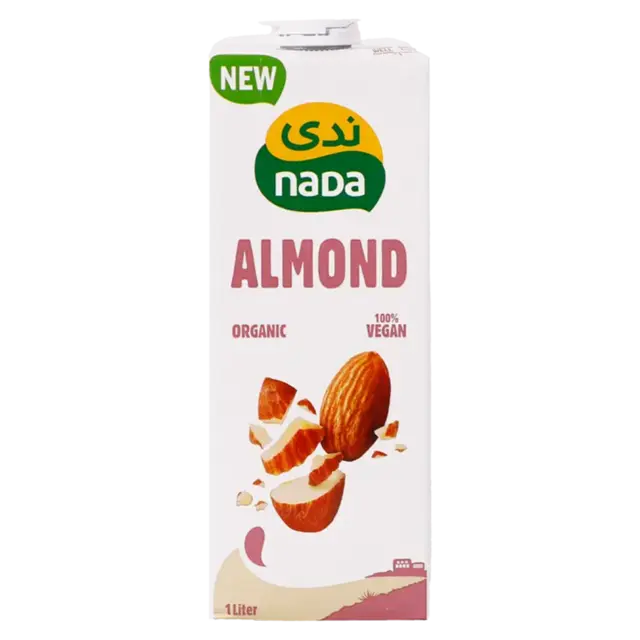 NEW
ندى
nada
ALMOND
ORGANIC
100%
VEGAN
1 Liter